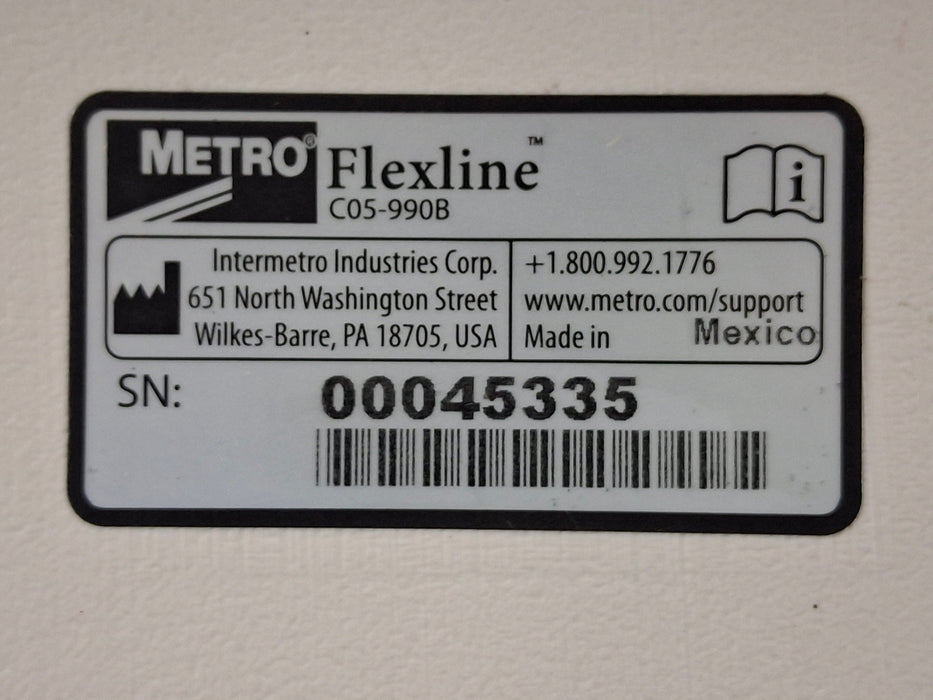 METRO® Flexline™
C05-990B
i
Intermetro Industries Corp.
651 North Washington Street
Wilkes-Barre, PA 18705, USA
+1.800.992.1776
www.metro.com/support
Made in Mexico
SN: 00045335